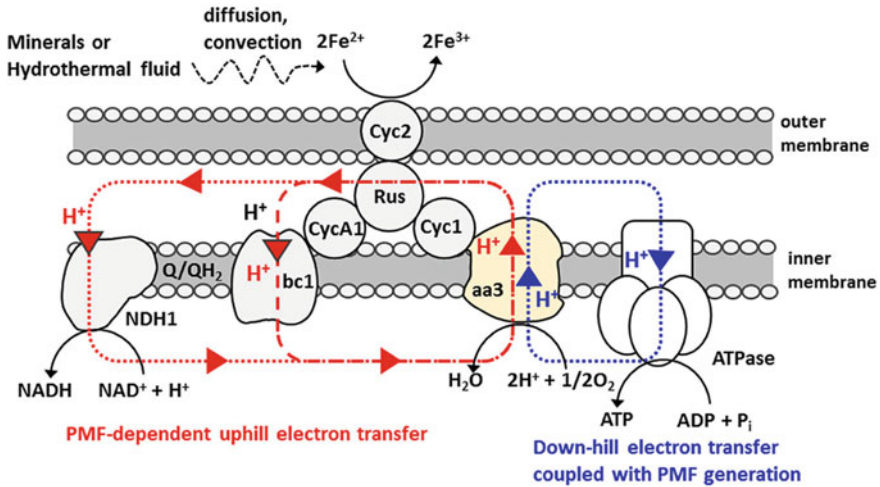 diffusion,
convection
Minerals or
Hydrothermal fluid
2Fe²⁺
2Fe³⁺
Cyc2
outer
membrane
Rus
H⁺
H⁺
CycA1
Cyc1
H⁺
H⁺
Q/QH₂
H⁺
bc1
aa3
H⁺
inner
membrane
NDH1
ATPase
NADH
NAD⁺ + H⁺
H₂O
2H⁺ + 1/2O₂
ATP
ADP + Pᵢ
PMF-dependent uphill electron transfer
Down-hill electron transfer
coupled with PMF generation